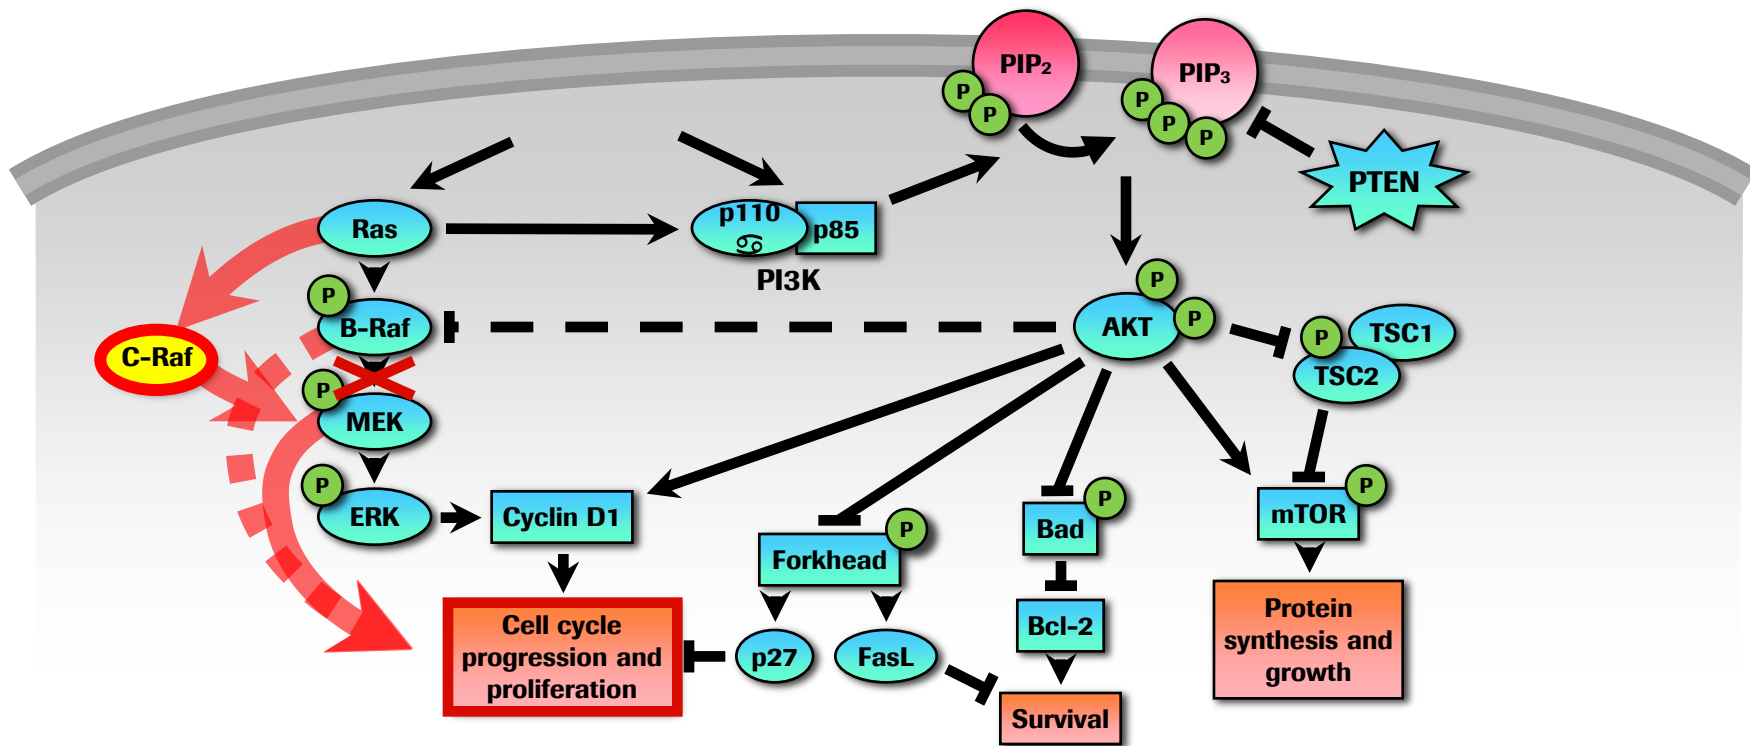 PIP₂
P
P
PIP₃
P
P
P
PTEN
Ras
p110
p85
PI3K
P
B-Raf
C-Raf
P
AKT
P
P
TSC1
TSC2
P
MEK
P
ERK
Cyclin D1
P
Forkhead
P
Bad
P
mTOR
Cell cycle
progression and
proliferation
p27
FasL
Bcl-2
Survival
Protein
synthesis and
growth